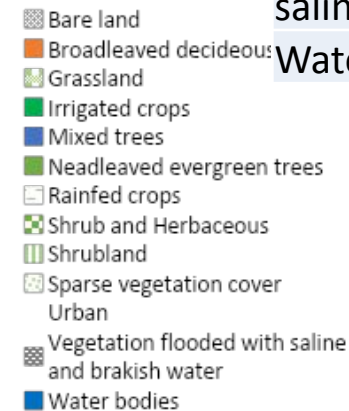 salin
Bare land
Broadleaved decideous
Wate
Grassland
Irrigated crops
Mixed trees
Neadleaved evergreen trees
Rainfed crops
Shrub and Herbaceous
Shrubland
Sparse vegetation cover
Urban
Vegetation flooded with saline
and brakish water
Water bodies